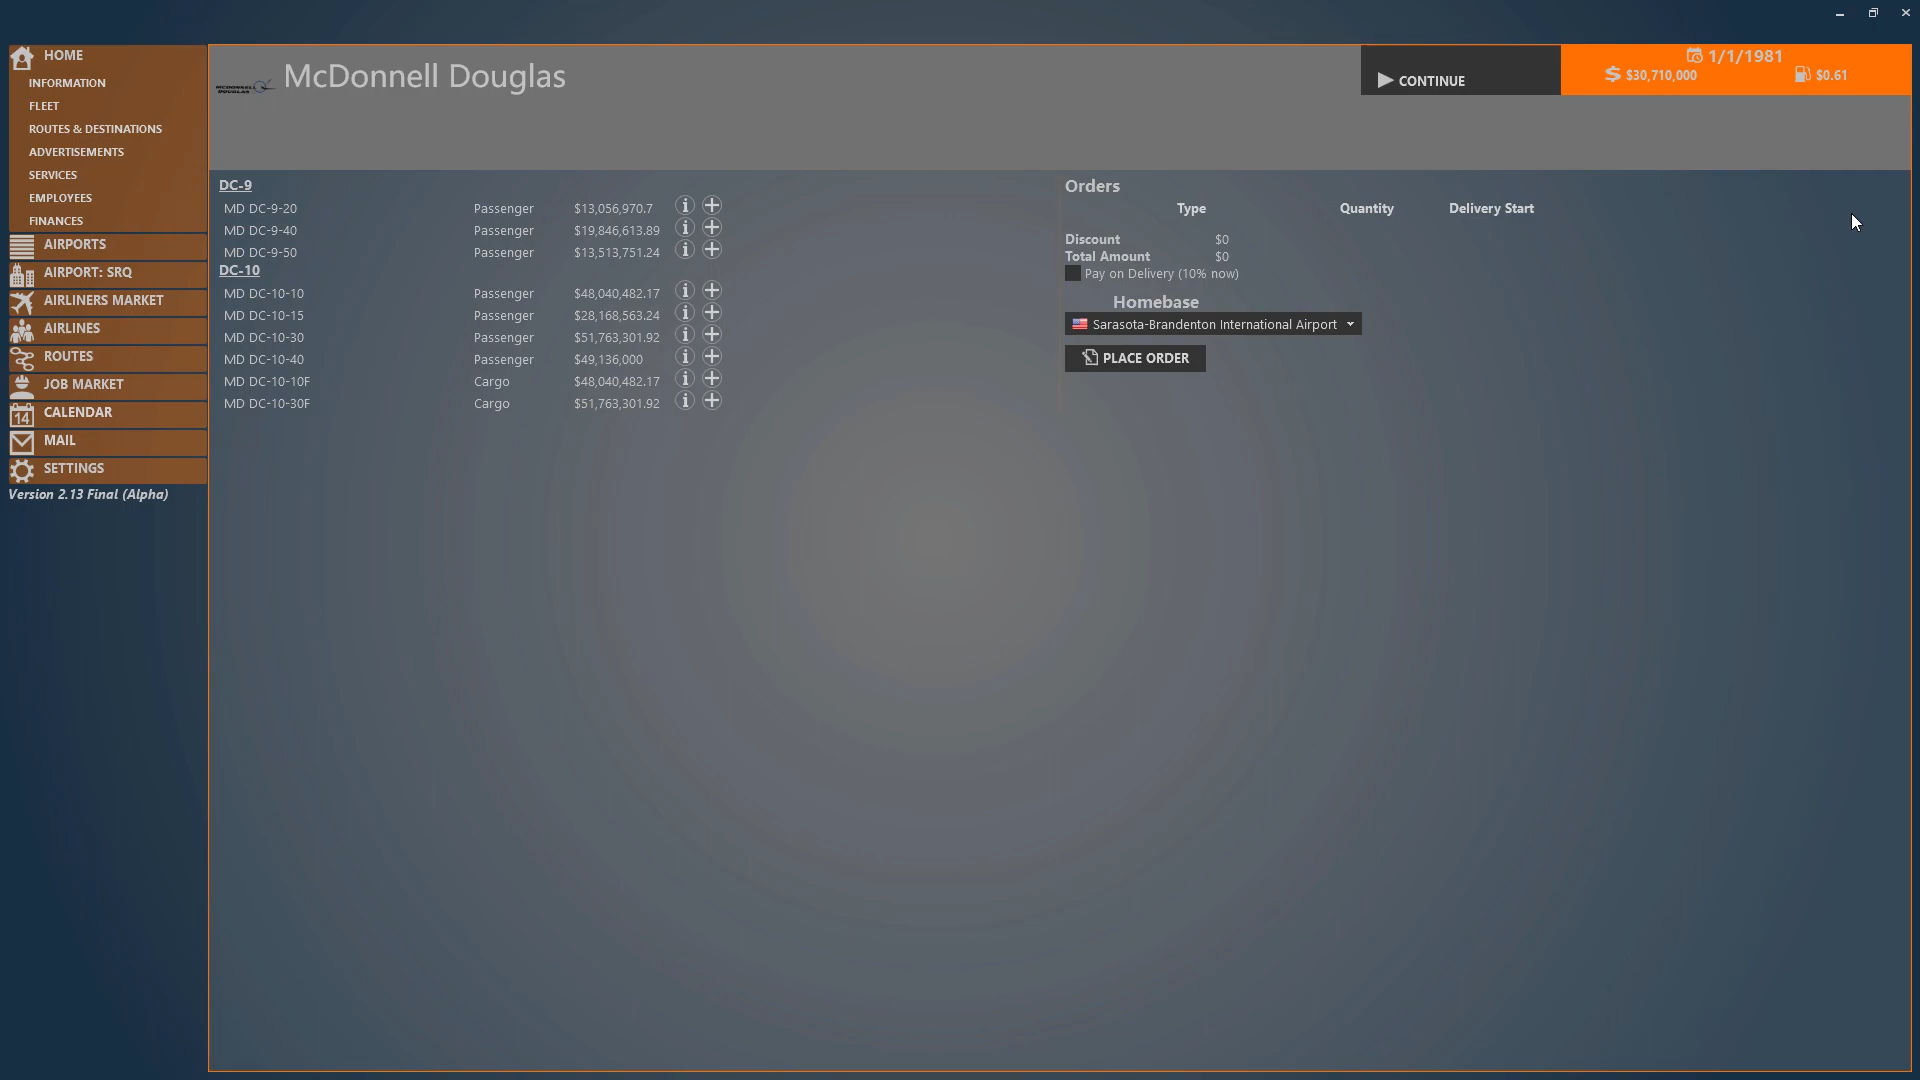 HOME
INFORMATION
FLEET
ROUTES & DESTINATIONS
ADVERTISEMENTS
SERVICES
EMPLOYEES
FINANCES
AIRPORTS
AIRPORT: SRQ
AIRLINERS MARKET
AIRLINES
ROUTES
JOB MARKET
14 CALENDAR
MAIL
SETTINGS
Version 2.13 Final (Alpha)
MCDONNELL DOUGLAS
McDonnell Douglas
CONTINUE
1/1/1981
$30,710,000 $0.61
DC-9
MD DC-9-20 Passenger $13,056,970.7
MD DC-9-40 Passenger $19,846,613.89
MD DC-9-50 Passenger $13,513,751.24
DC-10
MD DC-10-10 Passenger $48,040,482.17
MD DC-10-15 Passenger $28,168,563.24
MD DC-10-30 Passenger $51,763,301.92
MD DC-10-40 Passenger $49,136,000
MD DC-10-10F Cargo $48,040,482.17
MD DC-10-30F Cargo $51,763,301.92
Orders
Type Quantity Delivery Start
Discount $0
Total Amount $0
Pay on Delivery (10% now)
Homebase
Sarasota-Brandenton International Airport
PLACE ORDER